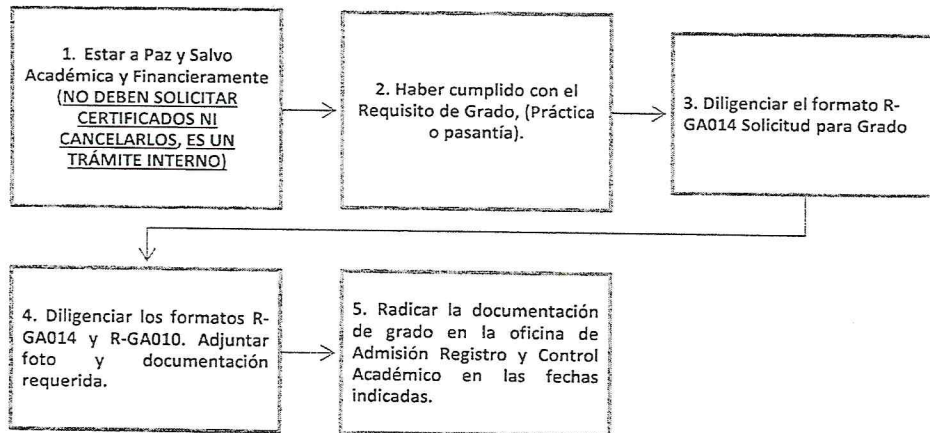 1. Estar a Paz y Salvo
Académica y Financieramente
(NO DEBEN SOLICITAR
CERTIFICADOS NI
CANCELARLOS, ES UN
TRÁMITE INTERNO)
2. Haber cumplido con el
Requisito de Grado, (Práctica
o pasantía).
3. Diligenciar el formato R-
GA014 Solicitud para Grado
4. Diligenciar los formatos R-
GA014 y R-GA010. Adjuntar
foto y documentación
requerida.
5. Radicar la documentación
de grado en la oficina de
Admisión Registro y Control
Académico en las fechas
indicadas.